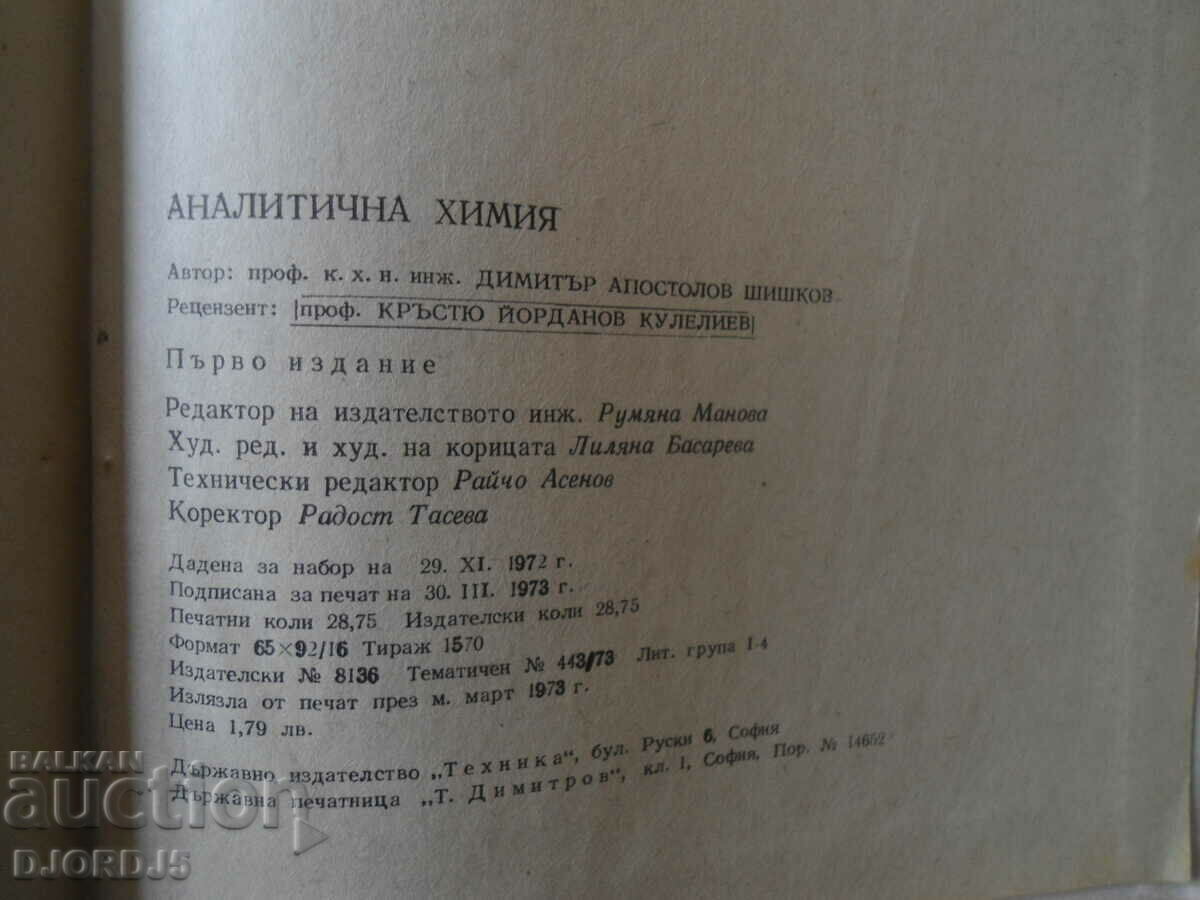 АНАЛИТИЧНА ХИМИЯ
Автор: проф. к. х. н. инж. ДИМИТЪР АПОСТОЛОВ ШИШКОВ
Рецензент: |проф. КРЪСТЮ ЙОРДАНОВ КУЛЕЛИЕВ|
Първо издание
Редактор на издателството инж. Румяна Манова
Худ. ред. и худ. на корицата Лиляна Басарева
Технически редактор Райчо Асенов
Коректор Радост Тасева
Дадена за набор на 29. XI. 1972 г.
Подписана за печат на 30. III. 1973 г.
Печатни коли 28,75 Издателски коли 28,75
Формат 65×92/16 Тираж 1570
Издателски № 8136 Тематичен № 443/73 Лит. група I-4
Излязла от печат през м. март 1973 г.
Цена 1,79 лв.
Държавно издателство „Техника“, бул. Руски 6, София
Държавна печатница „Т. Димитров“, кл. 1, София, Пор. № 14652
BALKAN
auction
DJORDJ5